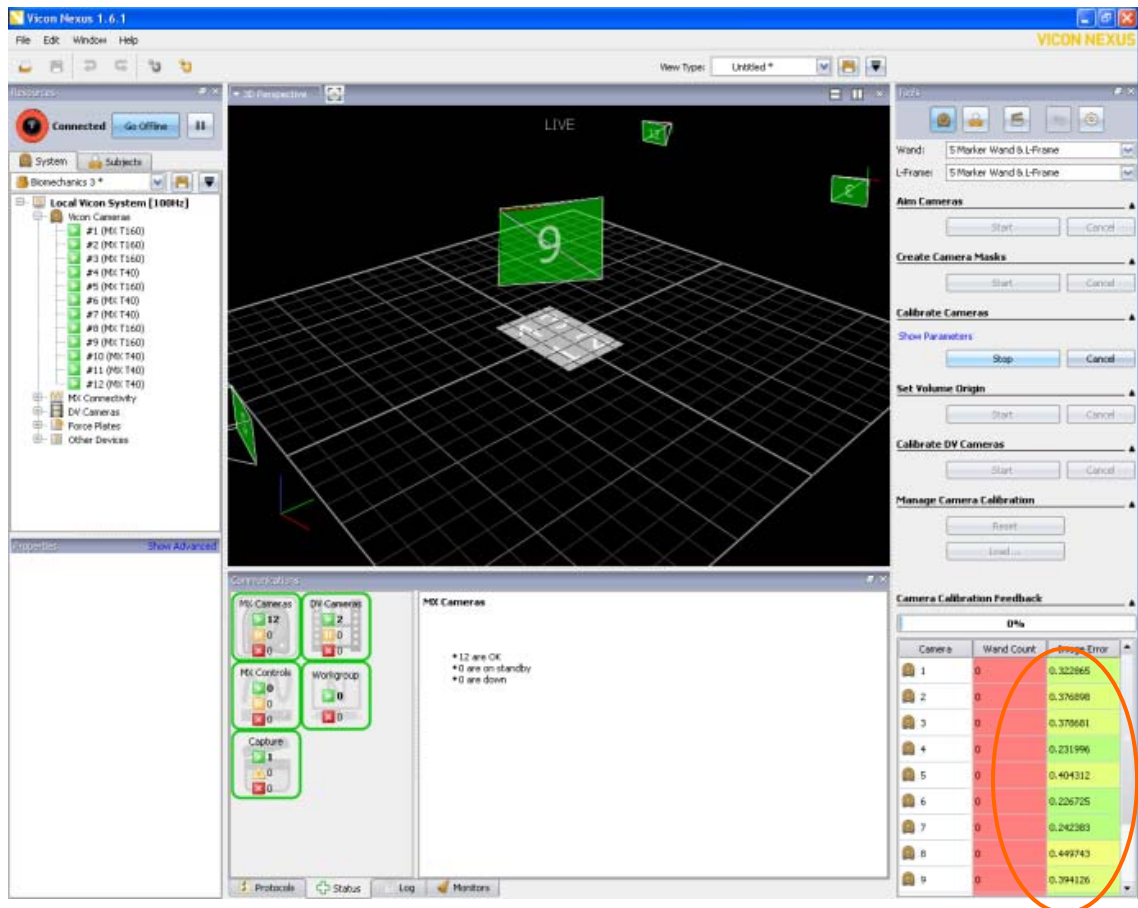 Vicon Nexus 1.6.1
File Edit Window Help
VICON NEXUS
View Type: Untitled *
Resources
3D Perspective
Tools
Connected Go Offline
LIVE
12
3
9
System Subjects
Biomechanics 3 *
Local Vicon System [100Hz]
Vicon Cameras
#1 (MX T160)
#2 (MX T160)
#3 (MX T160)
#4 (MX T40)
#5 (MX T160)
#6 (MX T40)
#7 (MX T40)
#8 (MX T160)
#9 (MX T160)
#10 (MX T40)
#11 (MX T40)
#12 (MX T40)
MX Connectivity
DV Cameras
Force Plates
Other Devices
Properties Show Advanced
Wand: 5 Marker Wand & L-Frame
L-Frame: 5 Marker Wand & L-Frame
Aim Cameras
Start Cancel
Create Camera Masks
Start Cancel
Calibrate Cameras
Show Parameters
Stop Cancel
Set Volume Origin
Start Cancel
Calibrate DV Cameras
Start Cancel
Manage Camera Calibration
Reset
Load...
Camera Calibration Feedback
0%
Camera Wand Count Image Error
1 0 0.322865
2 0 0.376898
3 0 0.378681
4 0 0.231996
5 0 0.404312
6 0 0.226725
7 0 0.242383
8 0 0.449743
9 0 0.394126
Communications
MX Cameras DV Cameras
12 2
0 0
0 0
MX Controls Workgroup
0 0
0
0 0
Capture
1
0
0
MX Cameras
*12 are OK
*0 are on standby
*0 are down
Protocols Status Log Monitors